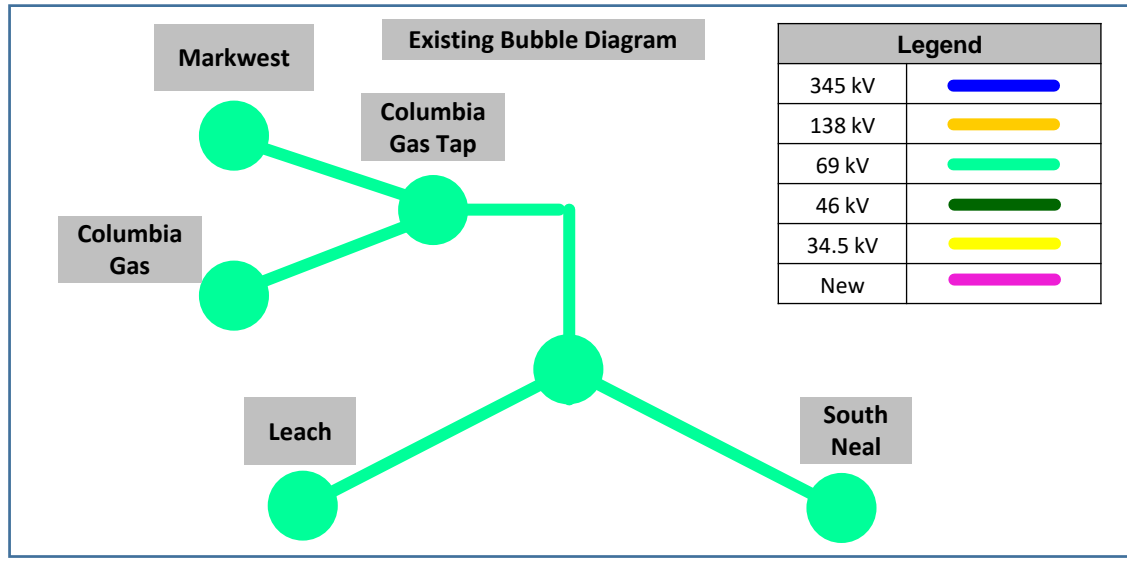 Existing Bubble Diagram
Markwest
Columbia
Gas Tap
Columbia
Gas
Leach
South
Neal
Legend
345 kV
138 kV
69 kV
46 kV
34.5 kV
New